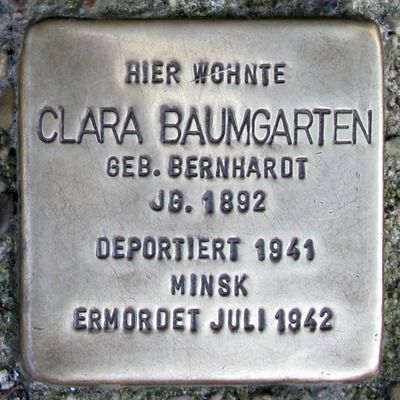 HIER WOHNTE
CLARA BAUMGARTEN
GEB. BERNHARDT
JG. 1892
DEPORTIERT 1941
MINSK
ERMORDET JULI 1942